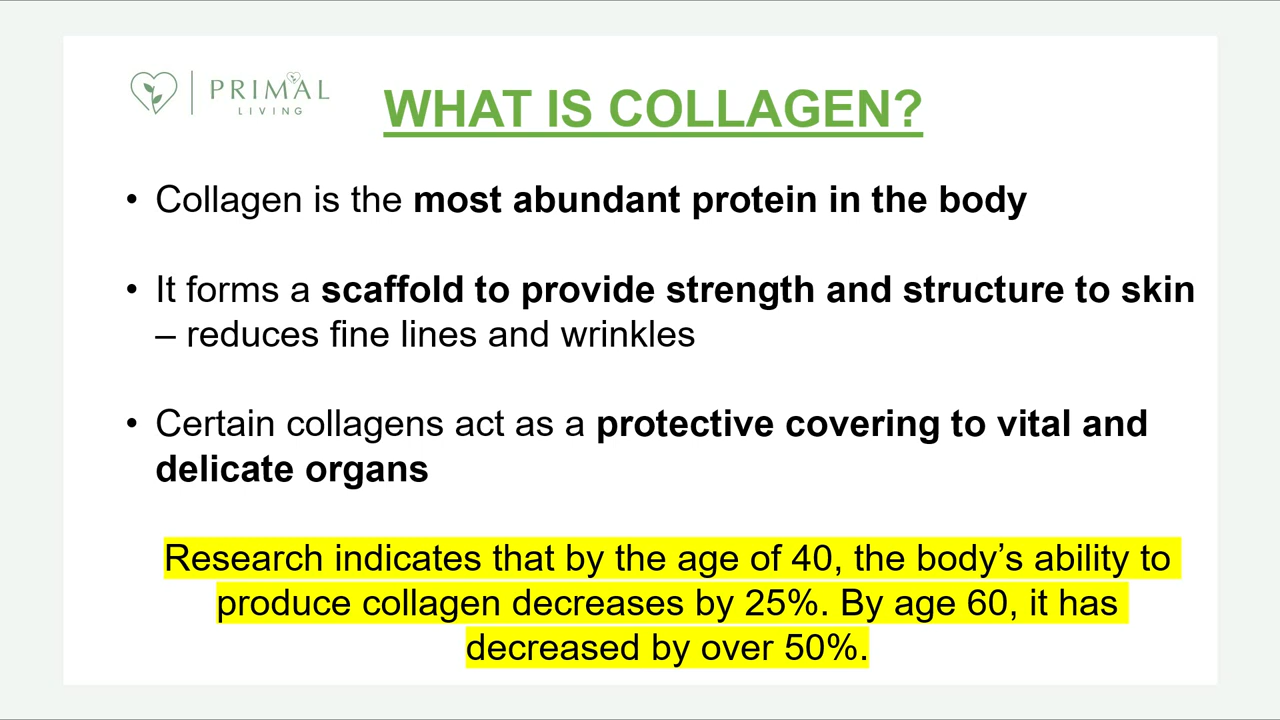 PRIMAL
LIVING
WHAT IS COLLAGEN?
• Collagen is the most abundant protein in the body
• It forms a scaffold to provide strength and structure to skin
– reduces fine lines and wrinkles
• Certain collagens act as a protective covering to vital and
delicate organs
Research indicates that by the age of 40, the body’s ability to
produce collagen decreases by 25%. By age 60, it has
decreased by over 50%.